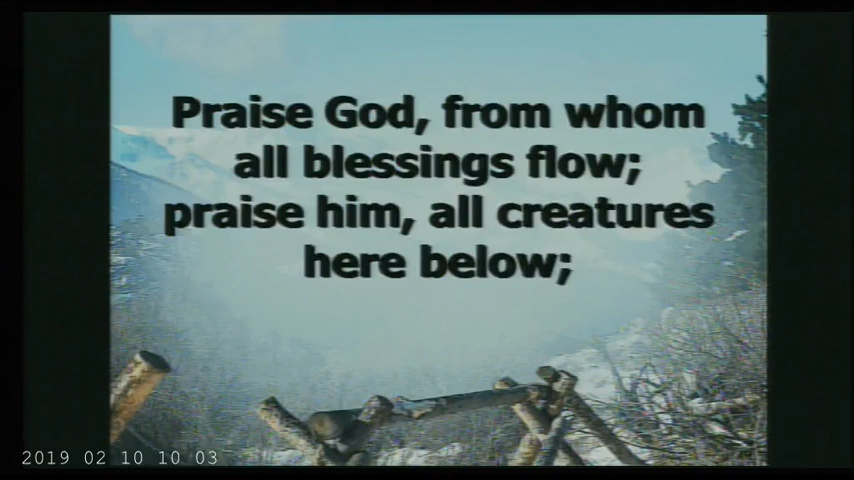 Praise God, from whom
all blessings flow;
praise him, all creatures
here below;
2019 02 10 10 03